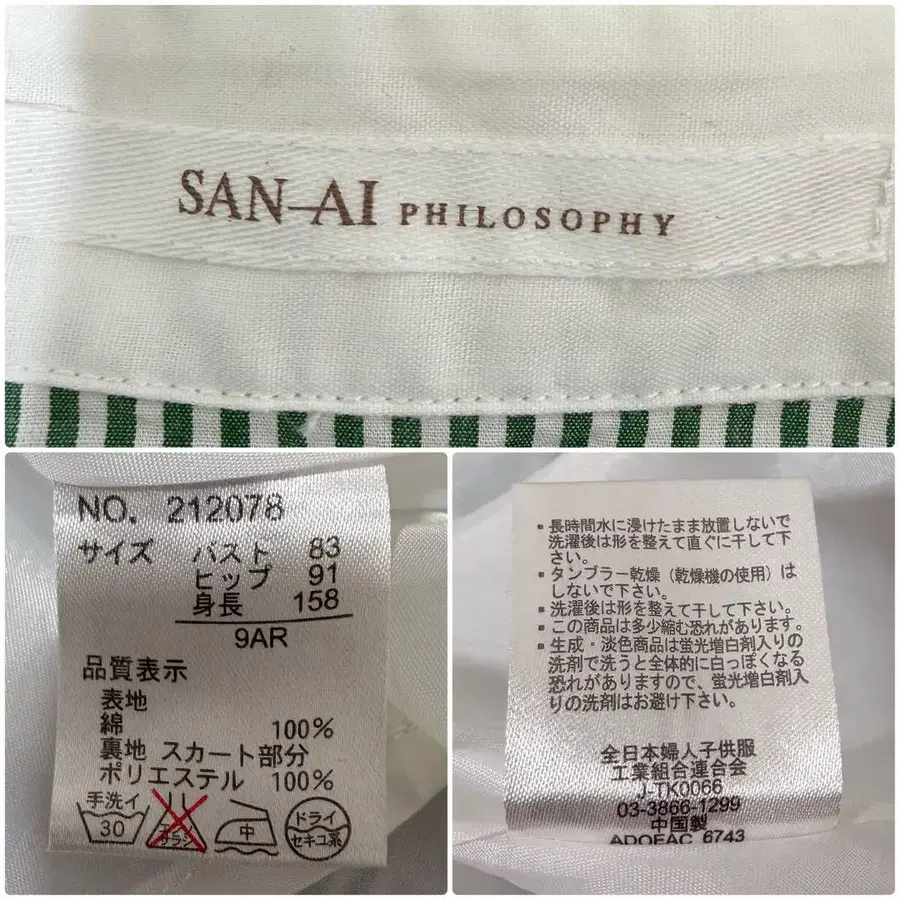 SAN-AI PHILOSOPHY
NO. 212078
サイズ バスト 83
ヒップ 91
身長 158
9AR
品質表示
表地
綿 100%
裏地 スカート部分
ポリエステル 100%
手洗イ
30
エンソ
サラシ
中
ドライ
セキユ系
・長時間水に浸けたまま放置しないで
洗濯後は形を整えて直ぐに干して下
さい。
・タンブラー乾燥（乾燥機の使用）は
しないで下さい。
・洗濯後は形を整えて干して下さい。
・この商品は多少縮む恐れがあります。
・生成・淡色商品は蛍光増白剤入りの
洗剤で洗うと全体的に白っぽくなる
恐れがありますので、蛍光増白剤入
りの洗剤はお避け下さい。
全日本婦人子供服
工業組合連合会
J-TK0066
03-3866-1299
中国製
ADOFAC 6743